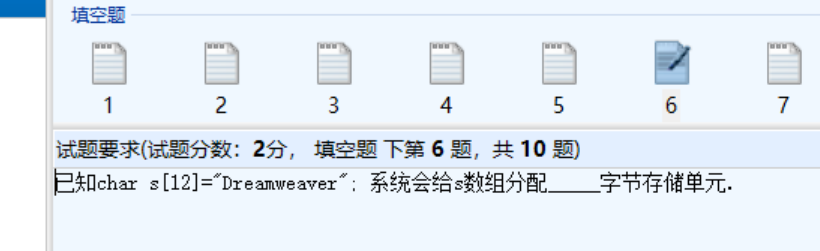 填空题
1 2 3 4 5 6 7
试题要求(试题分数：2分， 填空题 下第 6 题，共 10 题)
已知char s[12]="Dreamweaver"; 系统会给s数组分配_____字节存储单元.